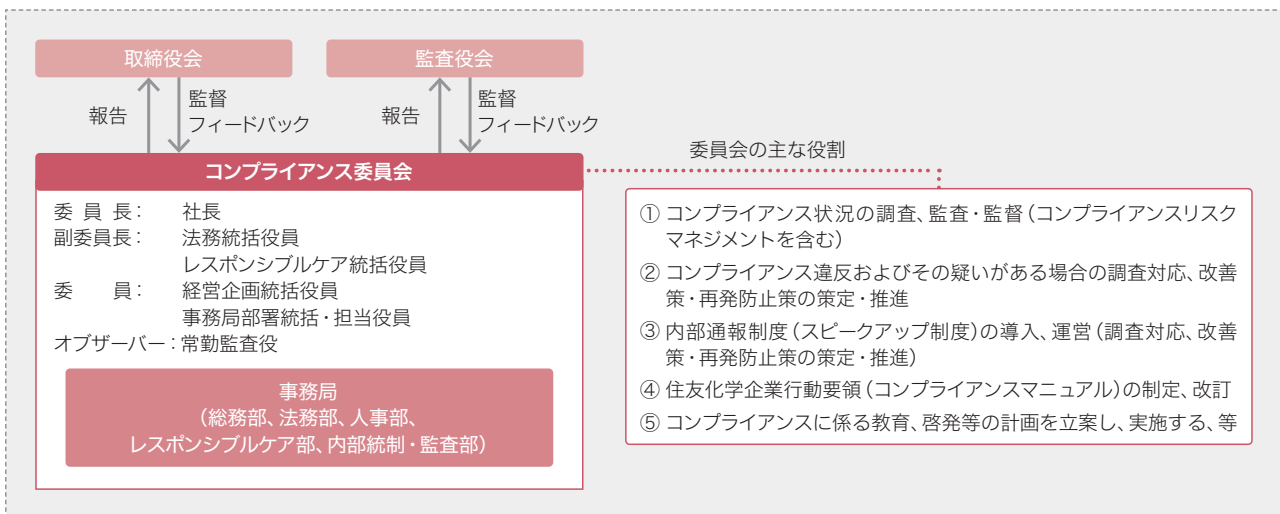 取締役会
監査役会
報告
監督
フィードバック
報告
監督
フィードバック
コンプライアンス委員会
委 員 長： 社長
副委員長： 法務統括役員
レスポンシブルケア統括役員
委　　員： 経営企画統括役員
事務局部署統括・担当役員
オブザーバー：常勤監査役
事務局
（総務部、法務部、人事部、
レスポンシブルケア部、内部統制・監査部）
委員会の主な役割
① コンプライアンス状況の調査、監査・監督（コンプライアンスリスク
マネジメントを含む）
② コンプライアンス違反およびその疑いがある場合の調査対応、改善
策・再発防止策の策定・推進
③ 内部通報制度（スピークアップ制度）の導入、運営（調査対応、改善
策・再発防止策の策定・推進）
④ 住友化学企業行動要領（コンプライアンスマニュアル）の制定、改訂
⑤ コンプライアンスに係る教育、啓発等の計画を立案し、実施する、等